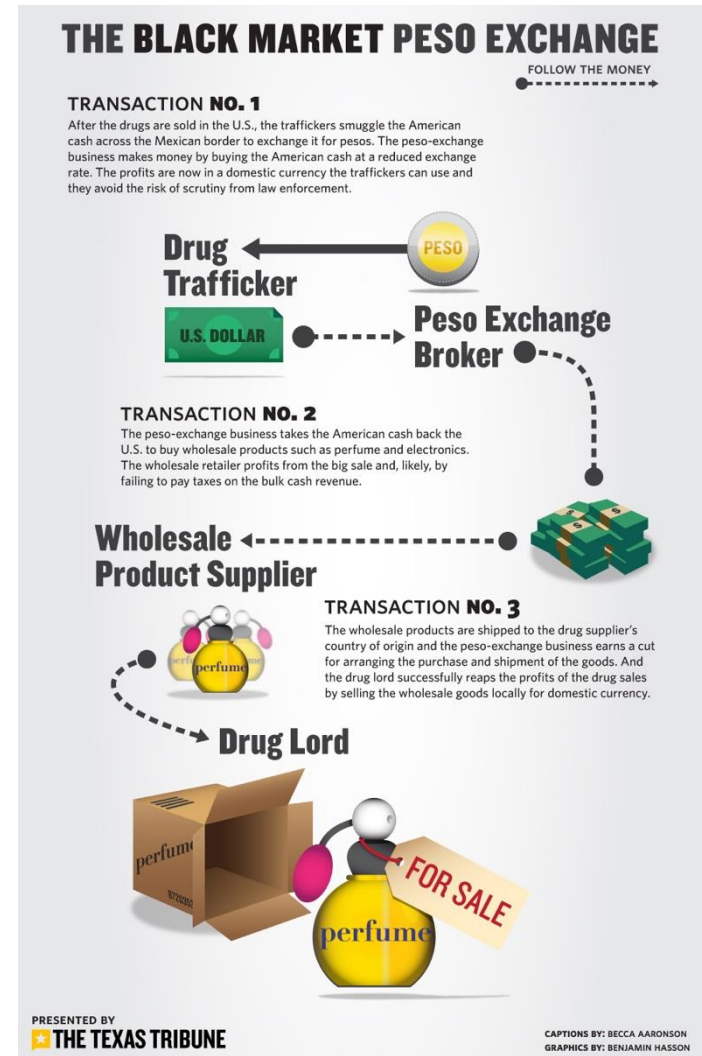 THE BLACK MARKET PESO EXCHANGE
FOLLOW THE MONEY
TRANSACTION NO. 1
After the drugs are sold in the U.S., the traffickers smuggle the American
cash across the Mexican border to exchange it for pesos. The peso-exchange
business makes money by buying the American cash at a reduced exchange
rate. The profits are now in a domestic currency the traffickers can use and
they avoid the risk of scrutiny from law enforcement.
Drug
Trafficker
PESO
U.S. DOLLAR
Peso Exchange
Broker
TRANSACTION NO. 2
The peso-exchange business takes the American cash back the
U.S. to buy wholesale products such as perfume and electronics.
The wholesale retailer profits from the big sale and, likely, by
failing to pay taxes on the bulk cash revenue.
$
$
$
Wholesale
Product Supplier
TRANSACTION NO. 3
The wholesale products are shipped to the drug supplier's
country of origin and the peso-exchange business earns a cut
for arranging the purchase and shipment of the goods. And
the drug lord successfully reaps the profits of the drug sales
by selling the wholesale goods locally for domestic currency.
perfume
Drug Lord
perfume
FOR SALE
perfume
PRESENTED BY
THE TEXAS TRIBUNE
CAPTIONS BY: BECCA AARONSON
GRAPHICS BY: BENJAMIN HASSON